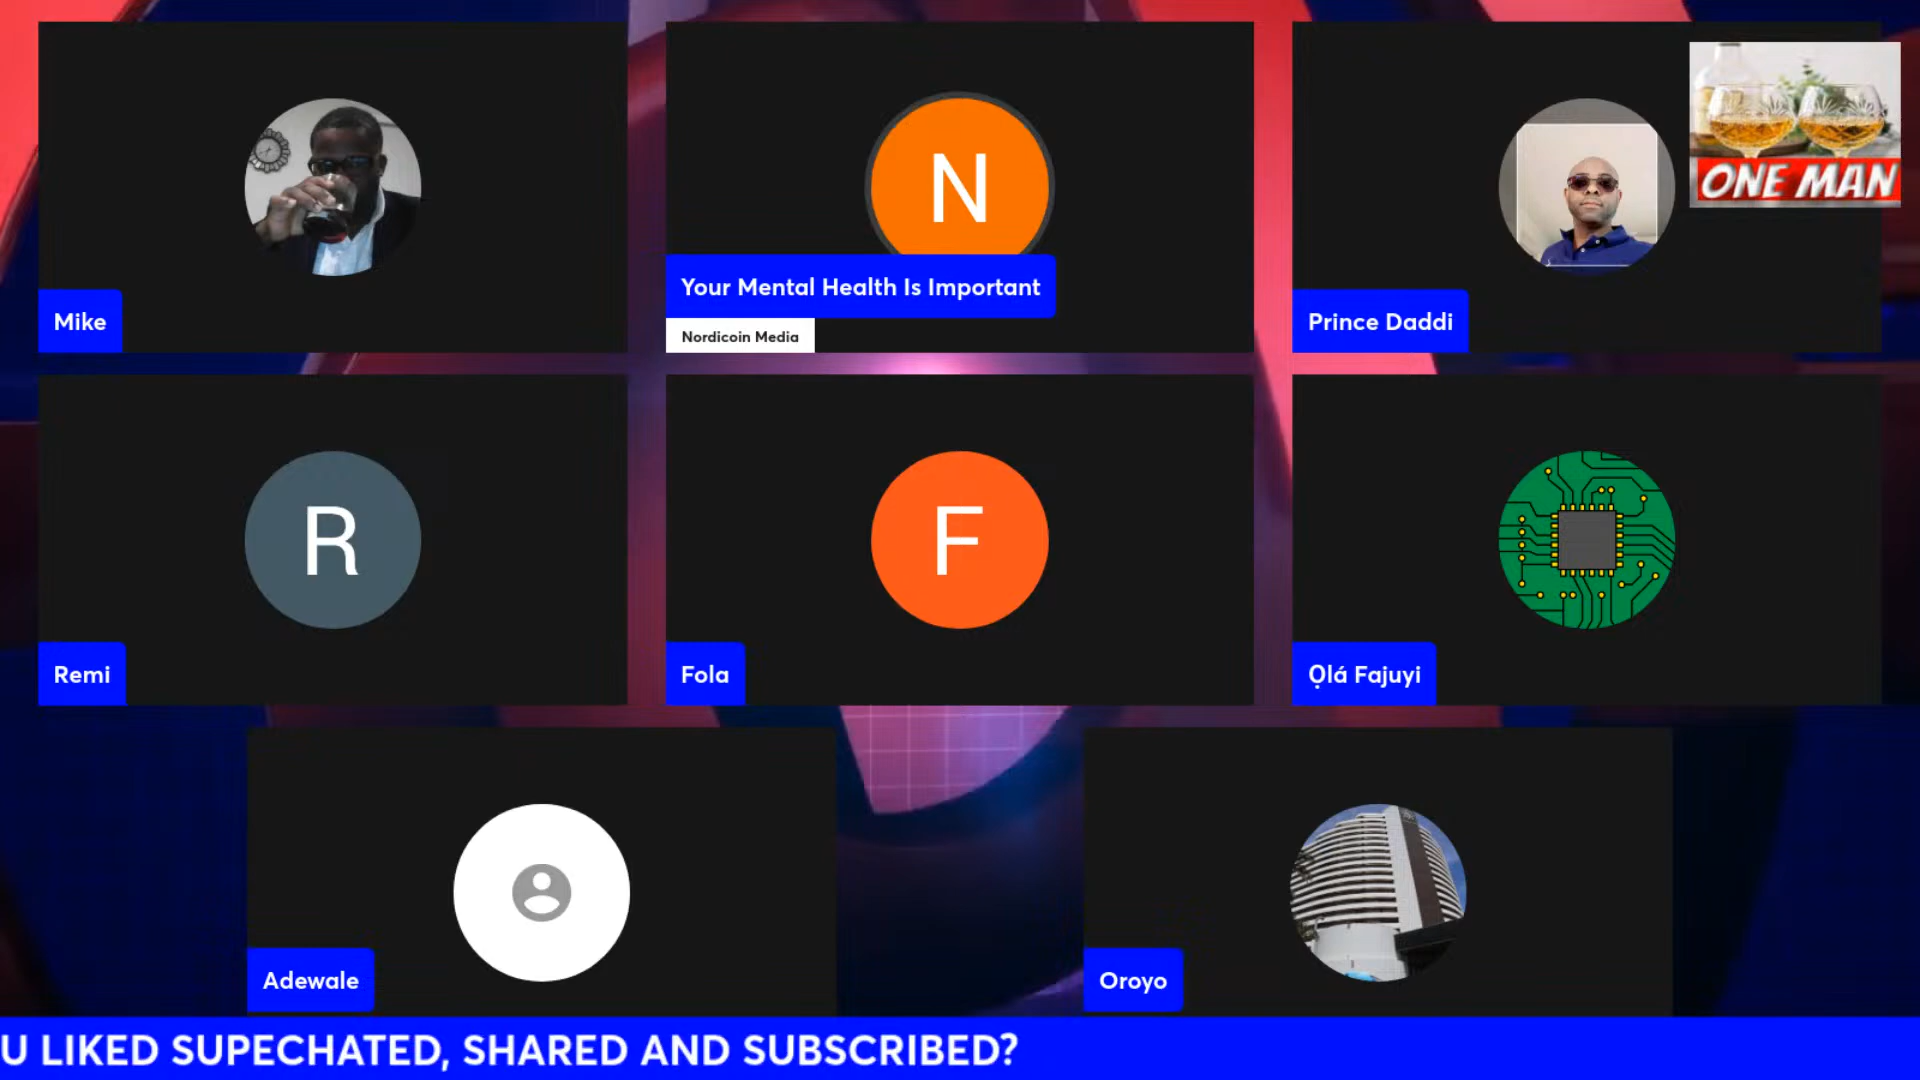 ONE MAN
Mike
N
Your Mental Health Is Important
Nordicoin Media
Prince Daddi
R
Remi
F
Fola
Ọlá Fajuyi
Adewale
Oroyo
U LIKED SUPECHATED, SHARED AND SUBSCRIBED?